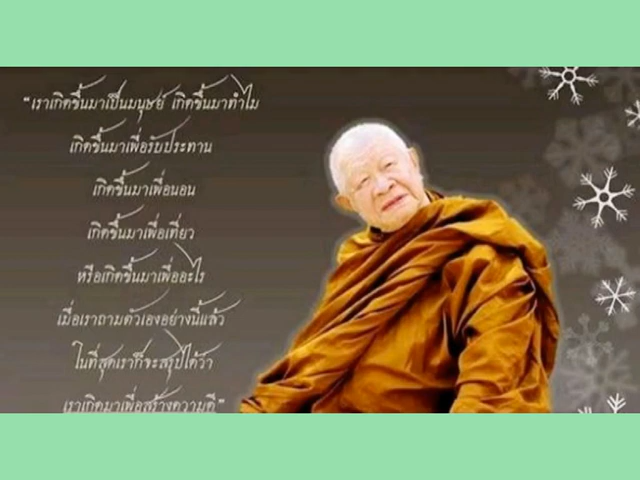 “เราเกิดขึ้นมาเป็นมนุษย์ เกิดขึ้นมาทำไม
เกิดขึ้นมาเพื่อรับประทาน
เกิดขึ้นมาเพื่อนอน
เกิดขึ้นมาเพื่อเที่ยว
หรือเกิดขึ้นมาเพื่ออะไร
เมื่อเราถามตัวเองอย่างนี้แล้ว
ในที่สุดเราก็จะสรุปได้ว่า
เราเกิดมาเพื่อสร้างความดี”